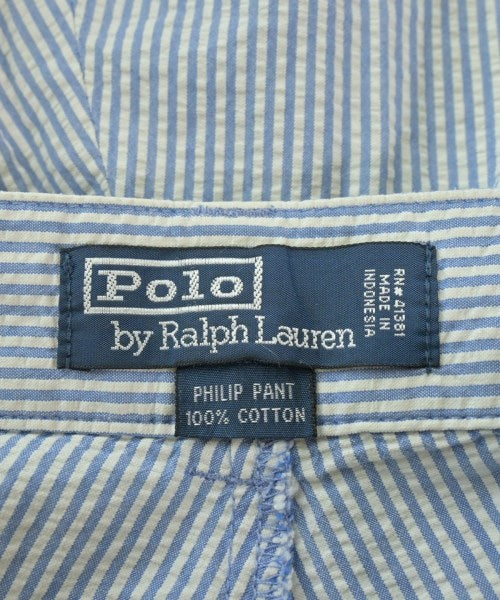 Polo
by Ralph Lauren
RN# 41381
MADE IN
INDONESIA
PHILIP PANT
100% COTTON